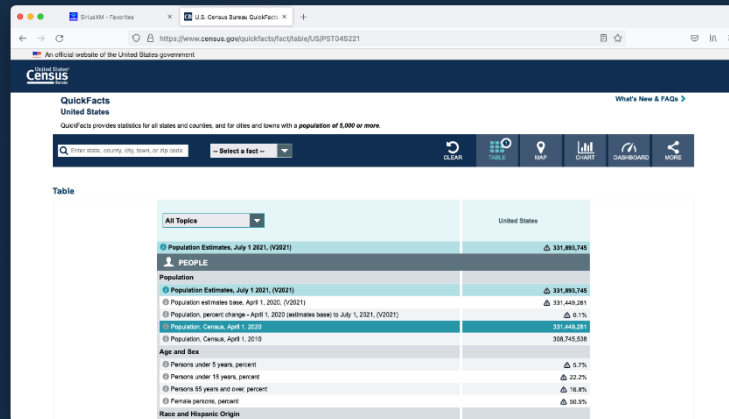 SiriusXM - Favorites
U.S. Census Bureau QuickFacts
https://www.census.gov/quickfacts/fact/table/US/PST045221
An official website of the United States government
United States®
Census
Bureau
QuickFacts
What's New & FAQs
United States
QuickFacts provides statistics for all states and counties, and for cities and towns with a population of 5,000 or more.
Enter state, county, city, town, or zip code
-- Select a fact --
CLEAR
TABLE
MAP
CHART
DASHBOARD
MORE
Table
All Topics
United States
Population Estimates, July 1 2021, (V2021) 331,893,745
PEOPLE
Population
Population Estimates, July 1 2021, (V2021) 331,893,745
Population estimates base, April 1, 2020, (V2021) 331,449,281
Population, percent change - April 1, 2020 (estimates base) to July 1, 2021, (V2021) 0.1%
Population, Census, April 1, 2020 331,449,281
Population, Census, April 1, 2010 308,745,538
Age and Sex
Persons under 5 years, percent 5.7%
Persons under 18 years, percent 22.2%
Persons 65 years and over, percent 16.8%
Female persons, percent 50.5%
Race and Hispanic Origin